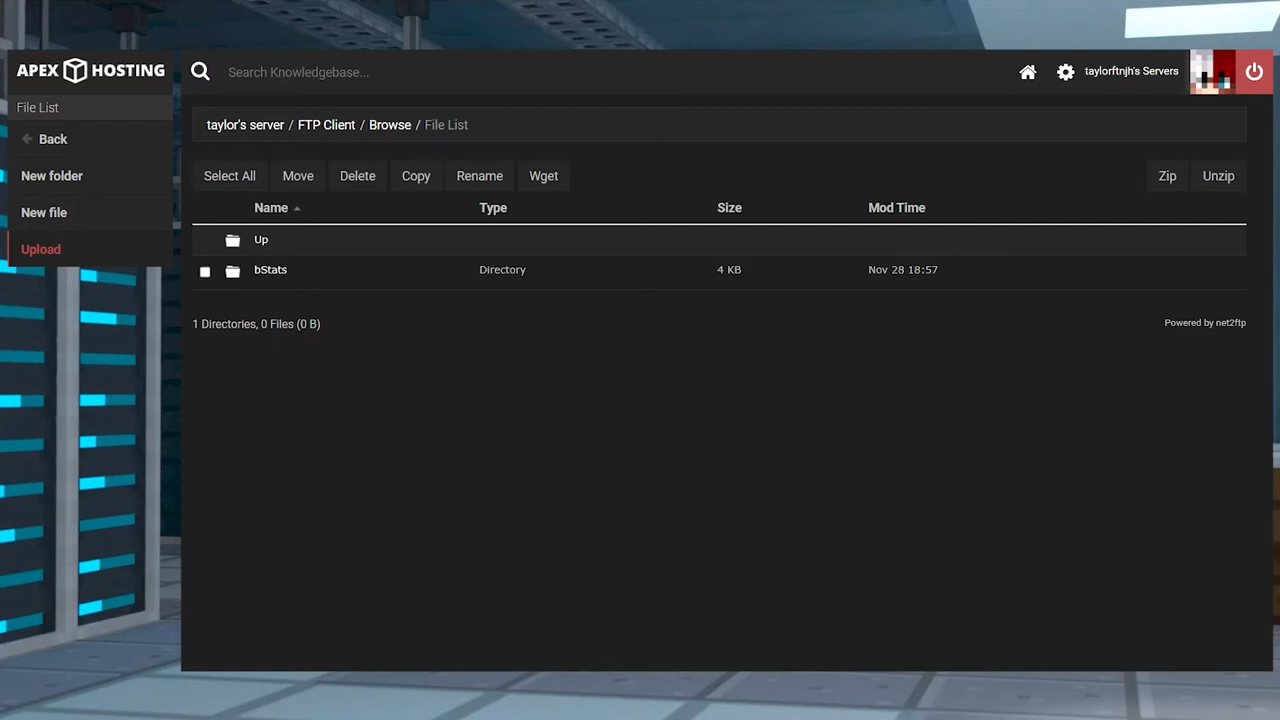 APEX HOSTING
Search Knowledgebase...
taylorftnjh's Servers
File List
Back
New folder
New file
Upload
taylor's server / FTP Client / Browse / File List
Select All Move Delete Copy Rename Wget Zip Unzip
Name Type Size Mod Time
Up
bStats Directory 4 KB Nov 28 18:57
1 Directories, 0 Files (0 B)
Powered by net2ftp